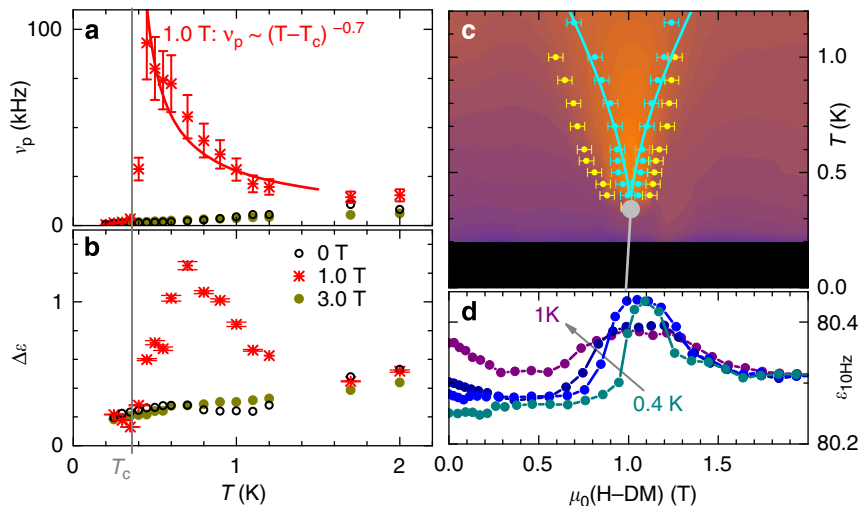 a
1.0 T: νp ~ (T–Tc) –0.7
100
50
0
νp (kHz)
b
0 T
1.0 T
3.0 T
1
0
Δε
0
Tc
1
2
T (K)
c
1.0
0.5
0.0
T (K)
d
1K
0.4 K
80.4
80.2
ε10Hz
0.0
0.5
1.0
1.5
μ0(H–DM) (T)